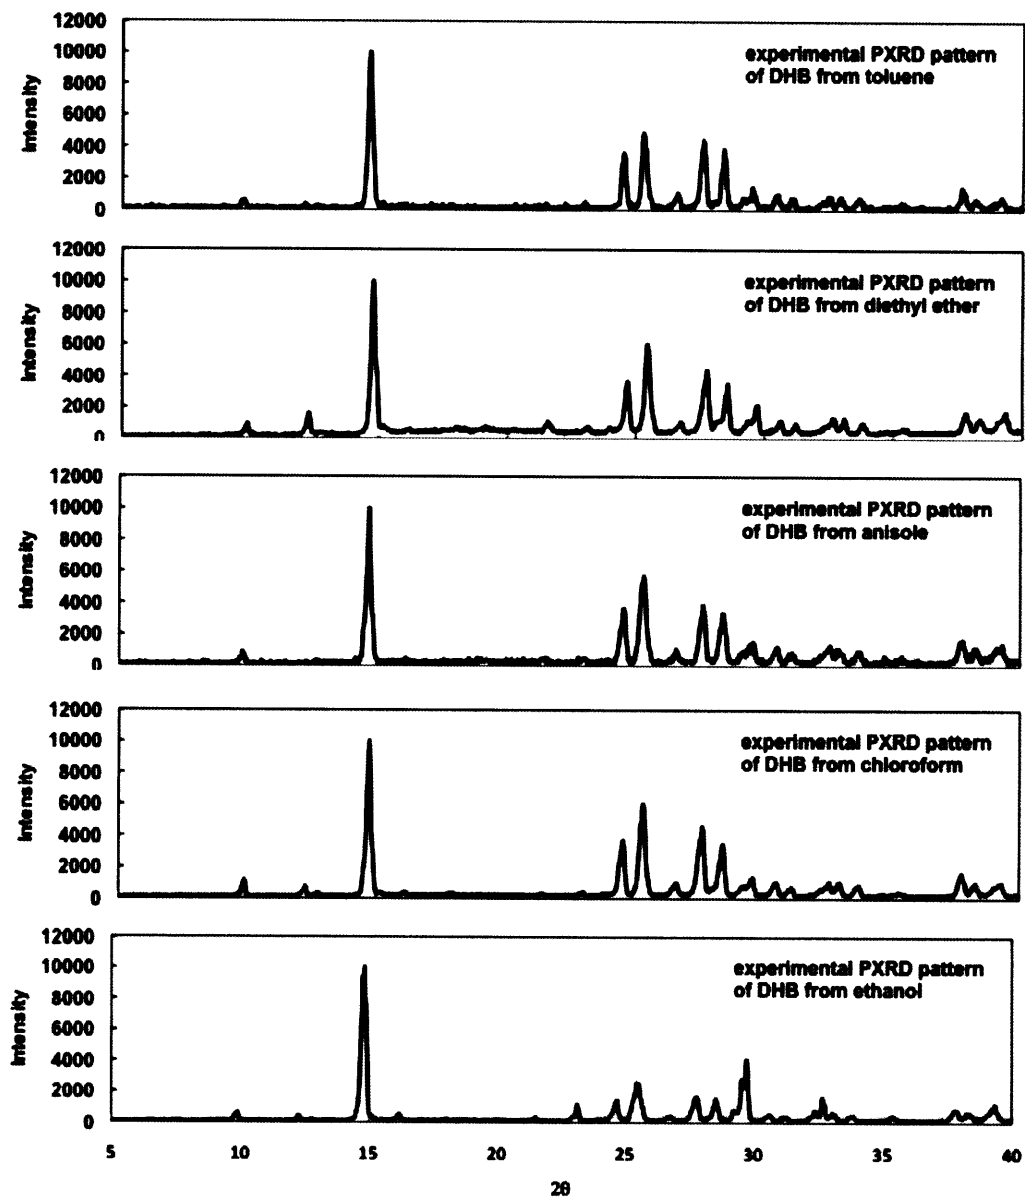 12000
experimental PXRD pattern
of DHB from toluene
10000
8000
6000
4000
2000
0
Intensity
12000
experimental PXRD pattern
of DHB from diethyl ether
10000
8000
6000
4000
2000
0
Intensity
12000
experimental PXRD pattern
of DHB from anisole
10000
8000
6000
4000
2000
0
Intensity
12000
experimental PXRD pattern
of DHB from chloroform
10000
8000
6000
4000
2000
0
Intensity
12000
experimental PXRD pattern
of DHB from ethanol
10000
8000
6000
4000
2000
0
Intensity
5 10 15 20 25 30 35 40
2θ